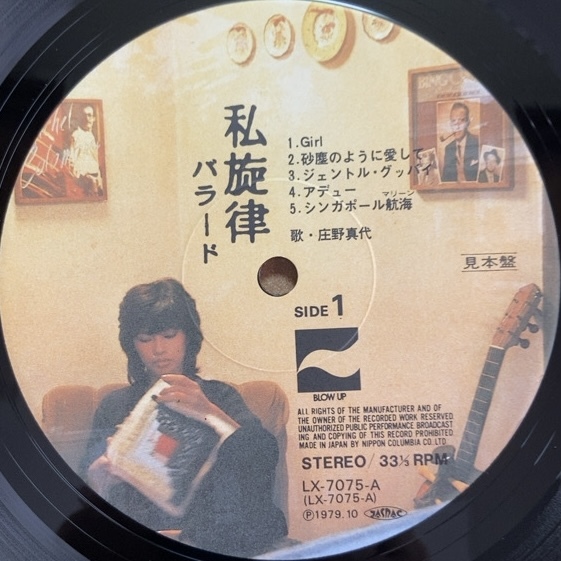 私旋律
バラード
1.Girl
2.砂塵のように愛して
3.ジェントル・グッバイ
4.アデュー
マリーン
5.シンガポール航海
歌・庄野真代
見本盤
BINGO
SIDE 1
BLOW UP
ALL RIGHTS OF THE MANUFACTURER AND OF
THE OWNER OF THE RECORDED WORK RESERVED
UNAUTHORIZED PUBLIC PERFORMANCE BROADCAST
ING AND COPYING OF THIS RECORD PROHIBITED
MADE IN JAPAN BY NIPPON COLUMBIA CO. LTD
STEREO / 33⅓ RPM
LX-7075-A
(LX-7075-A)
Ⓟ1979.10 JASRAC